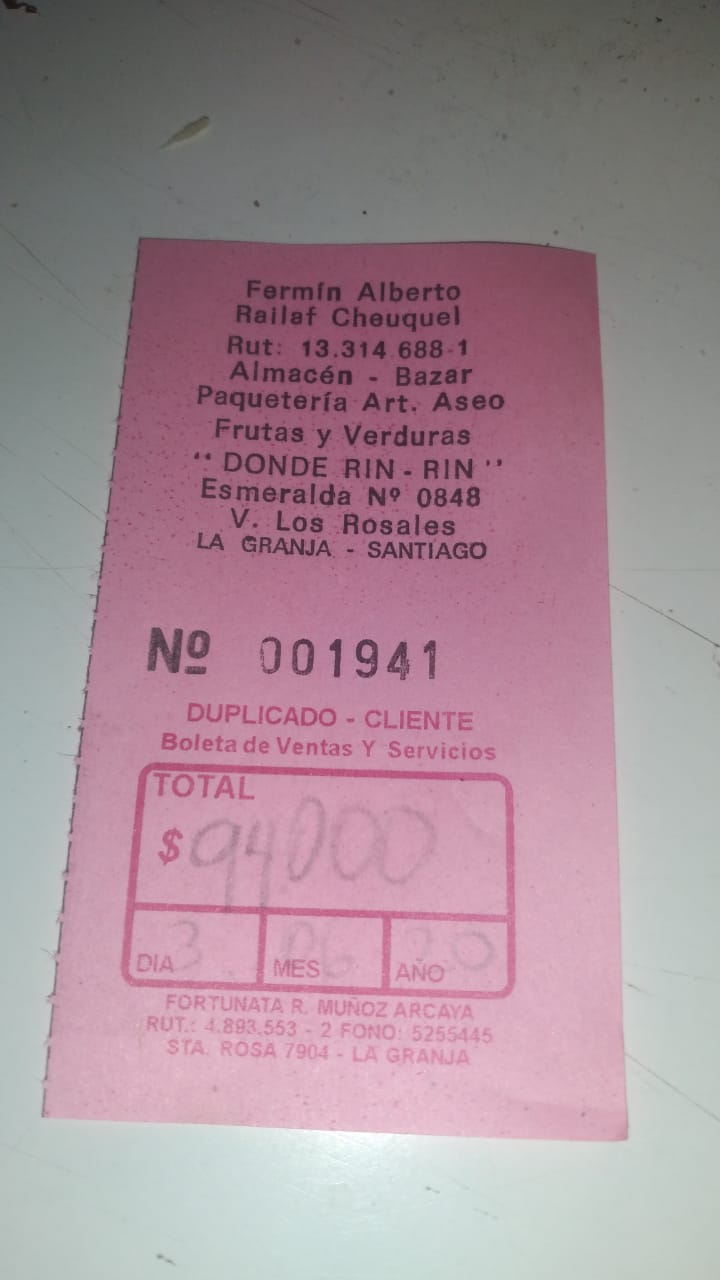 Fermín Alberto
Railaf Cheuquel
Rut: 13.314.688-1
Almacén - Bazar
Paquetería Art. Aseo
Frutas y Verduras
" DONDE RIN - RIN "
Esmeralda Nº 0848
V. Los Rosales
LA GRANJA - SANTIAGO
Nº 001941
DUPLICADO - CLIENTE
Boleta de Ventas Y Servicios
TOTAL
$ 94000
DIA 3 MES 06 AÑO 20
FORTUNATA R. MUÑOZ ARCAYA
RUT.: 4.893.553 - 2 FONO: 5255445
STA. ROSA 7904 - LA GRANJA